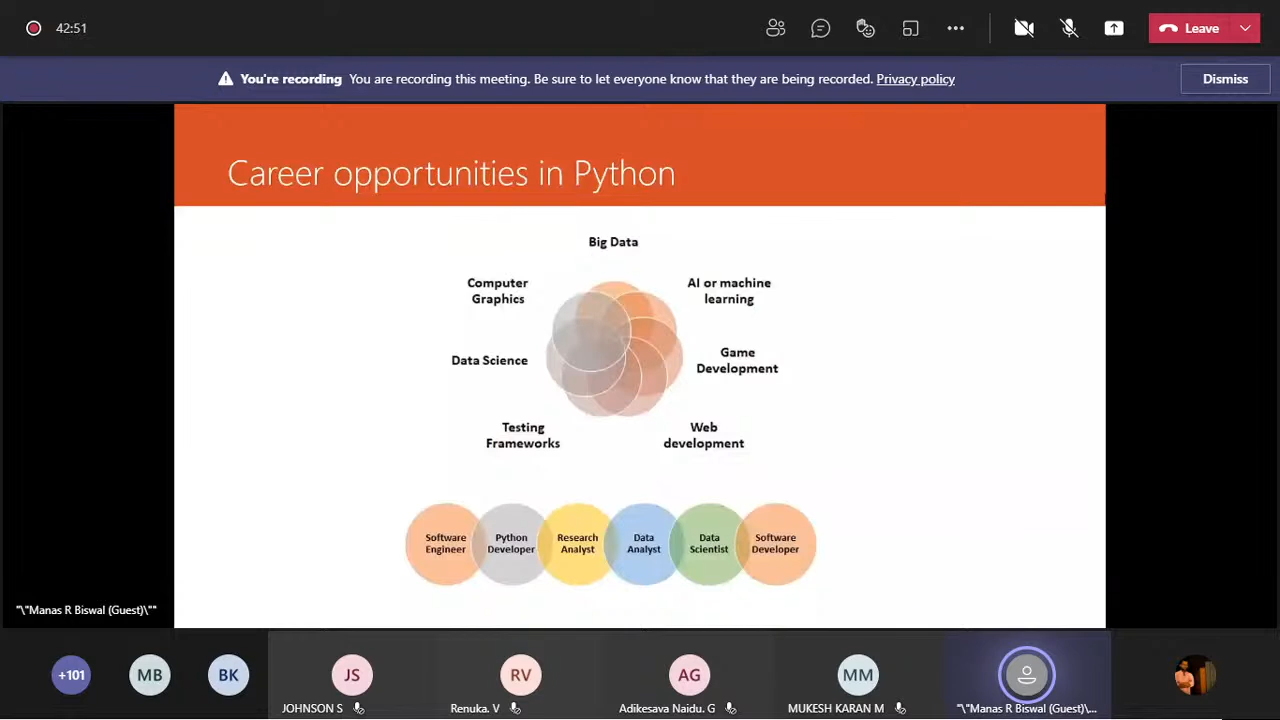 42:51
Leave
You're recording You are recording this meeting. Be sure to let everyone know that they are being recorded. Privacy policy
Dismiss
Career opportunities in Python
Big Data
Computer
Graphics
AI or machine
learning
Data Science
Game
Development
Testing
Frameworks
Web
development
Software
Engineer
Python
Developer
Research
Analyst
Data
Analyst
Data
Scientist
Software
Developer
"\"Manas R Biswal (Guest)\""
+101
MB
BK
JS
RV
AG
MM
JOHNSON S
Renuka. V
Adikesava Naidu. G
MUKESH KARAN M
"\"Manas R Biswal (Guest)\...